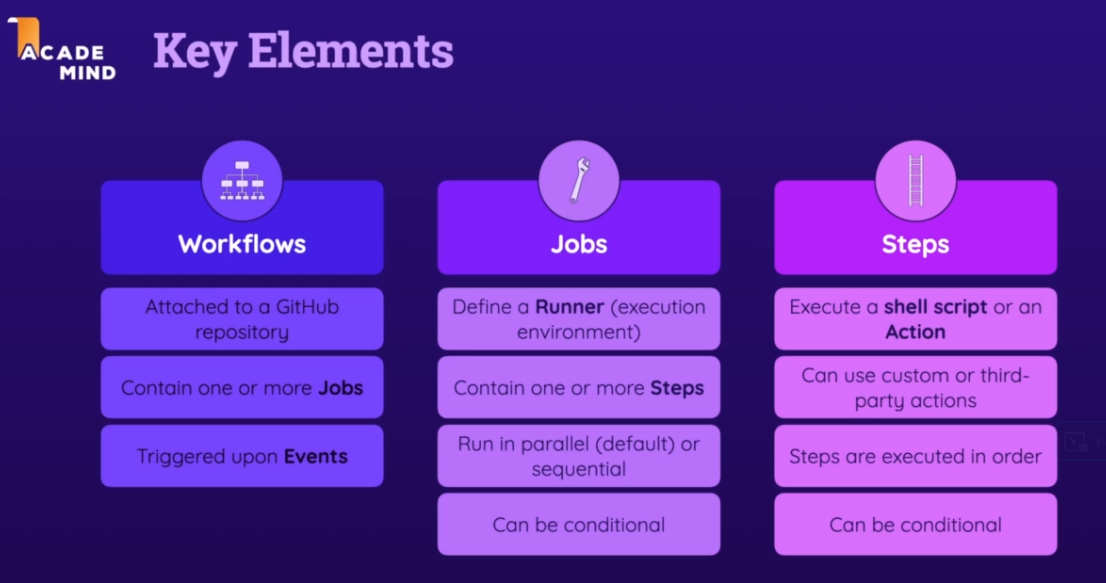 ACADE
MIND
Key Elements
Workflows
Attached to a GitHub
repository
Contain one or more Jobs
Triggered upon Events
Jobs
Define a Runner (execution
environment)
Contain one or more Steps
Run in parallel (default) or
sequential
Can be conditional
Steps
Execute a shell script or an
Action
Can use custom or third-
party actions
Steps are executed in order
Can be conditional